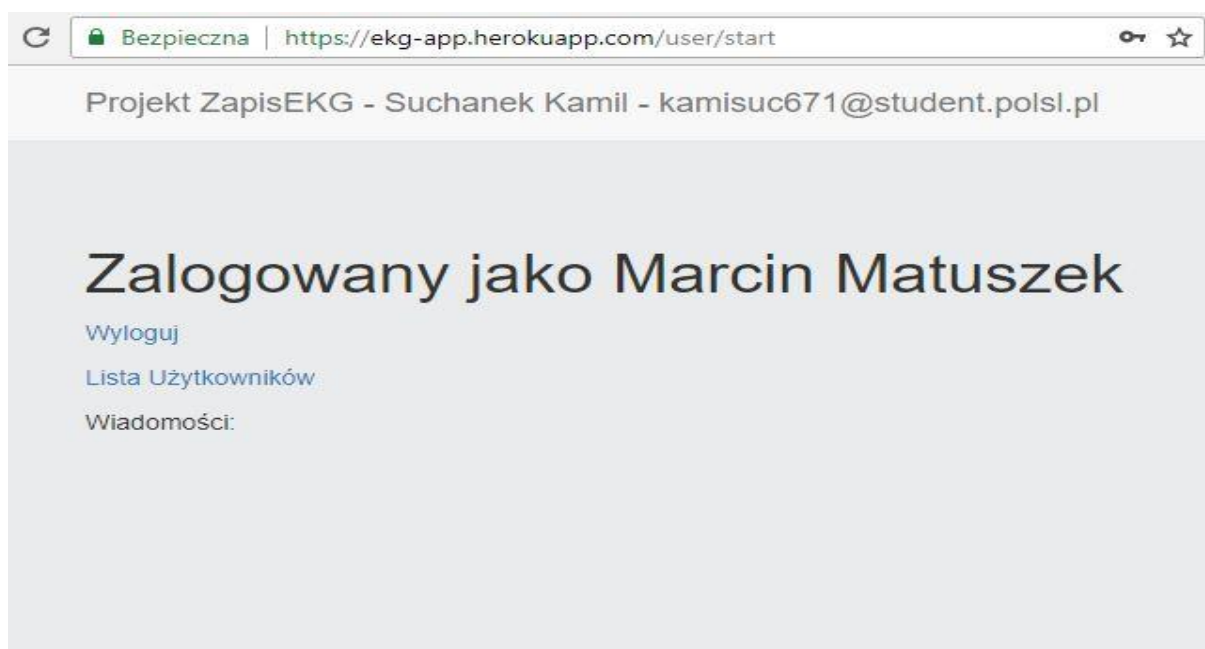 Bezpieczna | https://ekg-app.herokuapp.com/user/start
Projekt ZapisEKG - Suchanek Kamil - kamisuc671@student.polsl.pl
Zalogowany jako Marcin Matuszek
Wyloguj
Lista Użytkowników
Wiadomości: